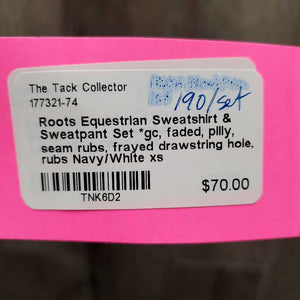 The Tack Collector
177321-74
190/set
Roots Equestrian Sweatshirt &
Sweatpant Set *gc, faded, pilly,
seam rubs, frayed drawstring hole,
rubs Navy/White xs
$70.00
TNK6D2